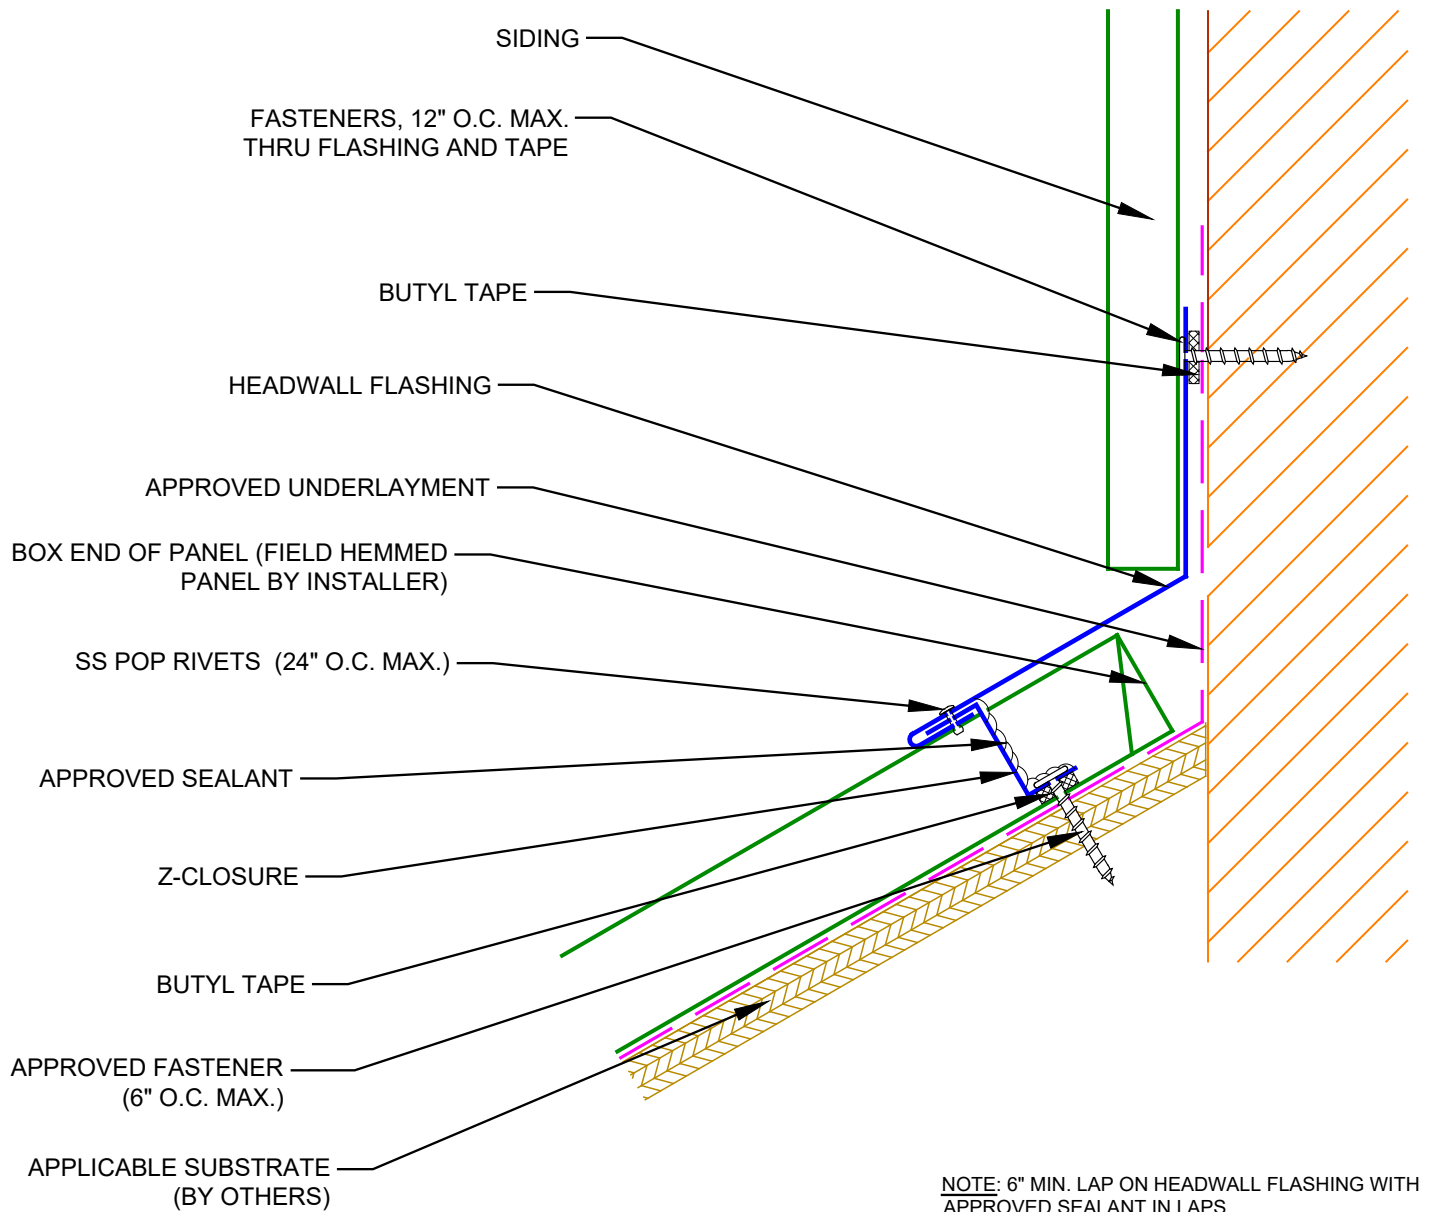 SIDING
FASTENERS, 12" O.C. MAX.
THRU FLASHING AND TAPE
BUTYL TAPE
HEADWALL FLASHING
APPROVED UNDERLAYMENT
BOX END OF PANEL (FIELD HEMMED
PANEL BY INSTALLER)
SS POP RIVETS (24" O.C. MAX.)
APPROVED SEALANT
Z-CLOSURE
BUTYL TAPE
APPROVED FASTENER
(6" O.C. MAX.)
APPLICABLE SUBSTRATE
(BY OTHERS)
NOTE: 6" MIN. LAP ON HEADWALL FLASHING WITH
APPROVED SEALANT IN LAPS